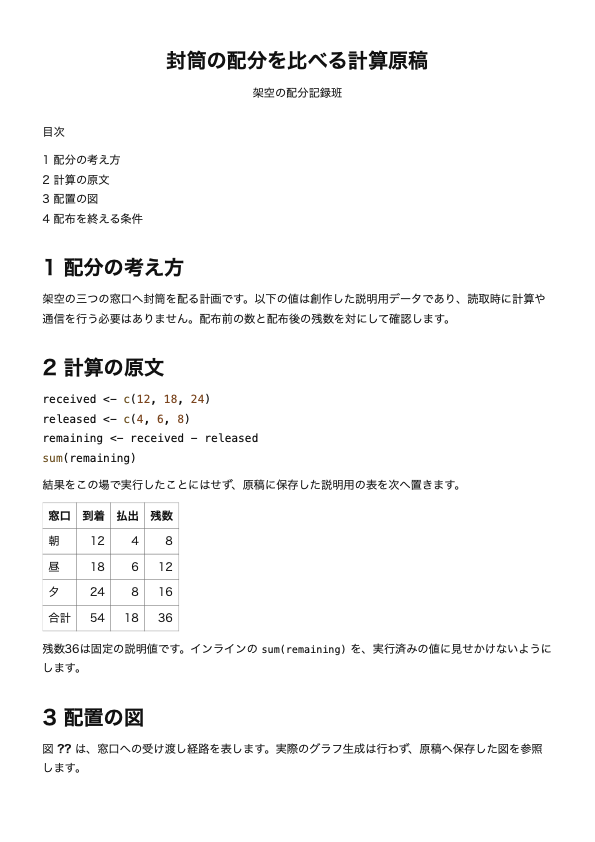 封筒の配分を比べる計算原稿
架空の配分記録班
目次
1 配分の考え方
2 計算の原文
3 配置の図
4 配布を終える条件
1 配分の考え方
架空の三つの窓口へ封筒を配る計画です。以下の値は創作した説明用データであり、読取時に計算や
通信を行う必要はありません。配布前の数と配布後の残数を対にして確認します。
2 計算の原文
received <- c(12, 18, 24)
released <- c(4, 6, 8)
remaining <- received - released
sum(remaining)
結果をこの場で実行したことにはせず、原稿に保存した説明用の表を次へ置きます。
窓口 到着 払出 残数
朝 12 4 8
昼 18 6 12
夕 24 8 16
合計 54 18 36
残数36は固定の説明値です。インラインの sum(remaining) を、実行済みの値に見せかけないように
します。
3 配置の図
図 ?? は、窓口への受け渡し経路を表します。実際のグラフ生成は行わず、原稿へ保存した図を参照
します。